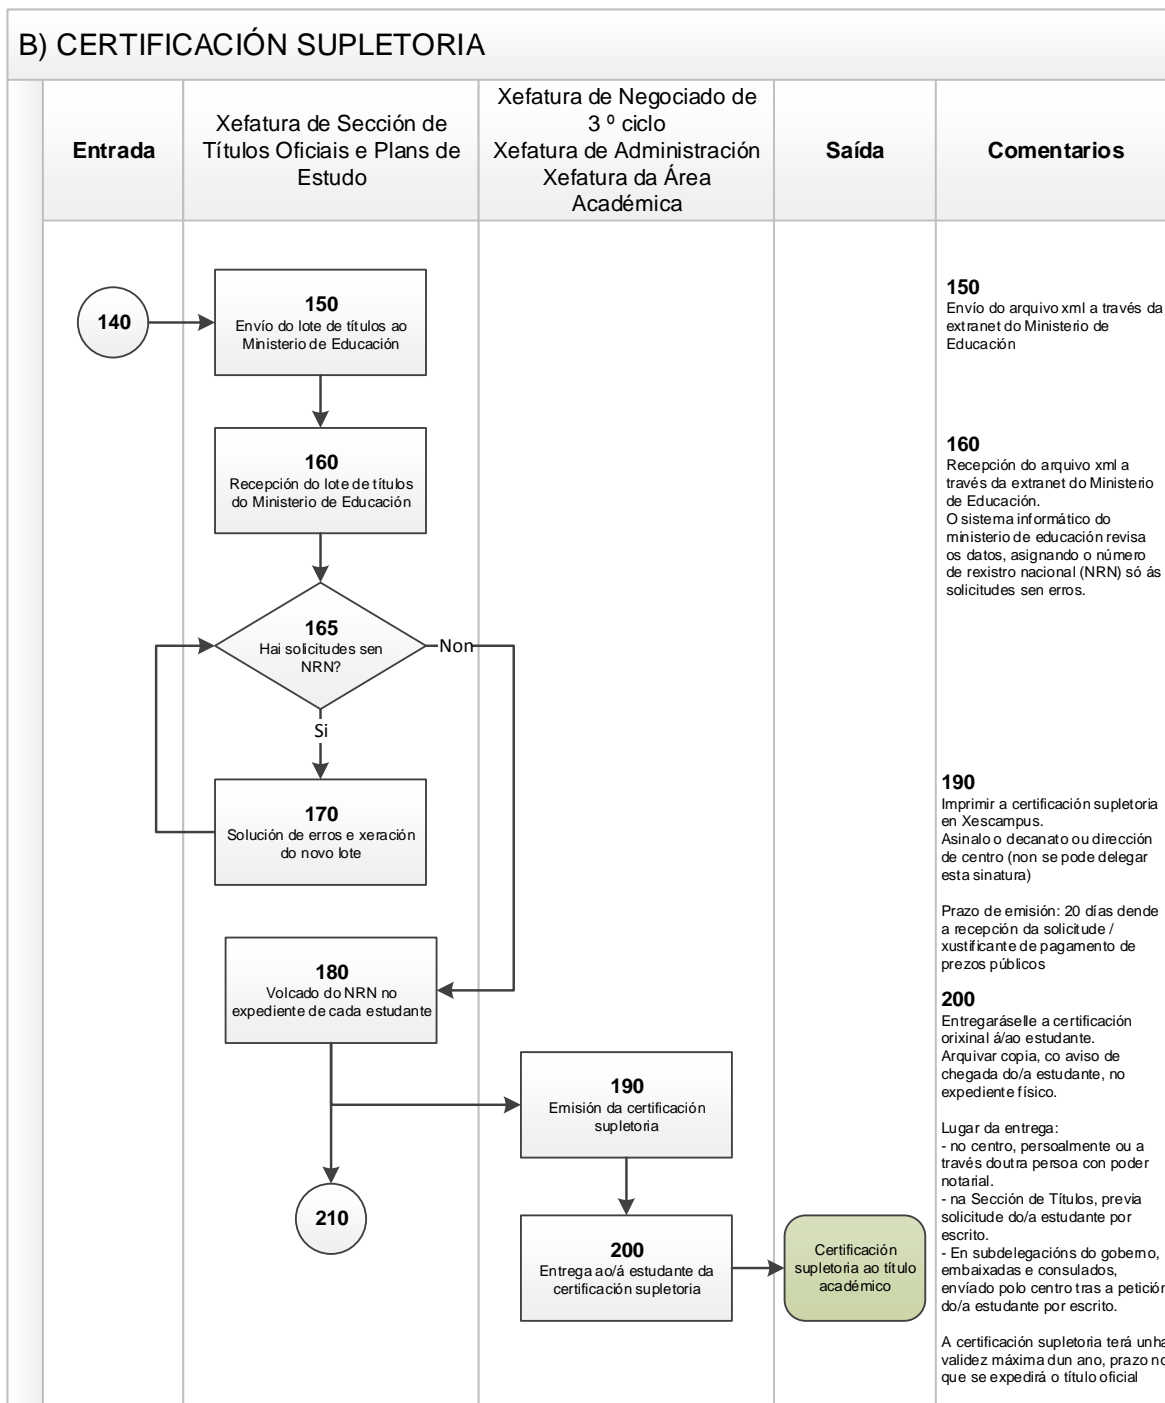 B) CERTIFICACIÓN SUPLETORIA
Entrada
Xefatura de Sección de
Títulos Oficiais e Plans de
Estudo
Xefatura de Negociado de
3 º ciclo
Xefatura de Administración
Xefatura da Área
Académica
Saída
Comentarios
140
150
Envío do lote de títulos ao
Ministerio de Educación
150
Envío do arquivo xml a través da
extranet do Ministerio de
Educación
160
Recepción do lote de títulos
do Ministerio de Educación
160
Recepción do arquivo xml a
través da extranet do Ministerio
de Educación.
O sistema informático do
ministerio de educación revisa
os datos, asignando o número
de rexistro nacional (NRN) só ás
solicitudes sen erros.
165
Hai solicitudes sen
NRN?
Non
Si
170
Solución de erros e xeración
do novo lote
190
Imprimir a certificación supletoria
en Xescampus.
Asinalo o decanato ou dirección
de centro (non se pode delegar
esta sinatura)
Prazo de emisión: 20 días dende
a recepción da solicitude /
xustificante de pagamento de
prezos públicos
180
Volcado do NRN no
expediente de cada estudante
190
Emisión da certificación
supletoria
210
200
Entrega ao/á estudante da
certificación supletoria
Certificación
supletoria ao título
académico
200
Entregaráselle a certificación
orixinal á/ao estudante.
Arquivar copia, co aviso de
chegada do/a estudante, no
expediente físico.
Lugar da entrega:
- no centro, persoalmente ou a
través doutra persoa con poder
notarial.
- na Sección de Títulos, previa
solicitude do/a estudante por
escrito.
- En subdelegacións do goberno,
embaixadas e consulados,
envíado polo centro tras a petición
do/a estudante por escrito.
A certificación supletoria terá unha
validez máxima dun ano, prazo no
que se expedirá o título oficial